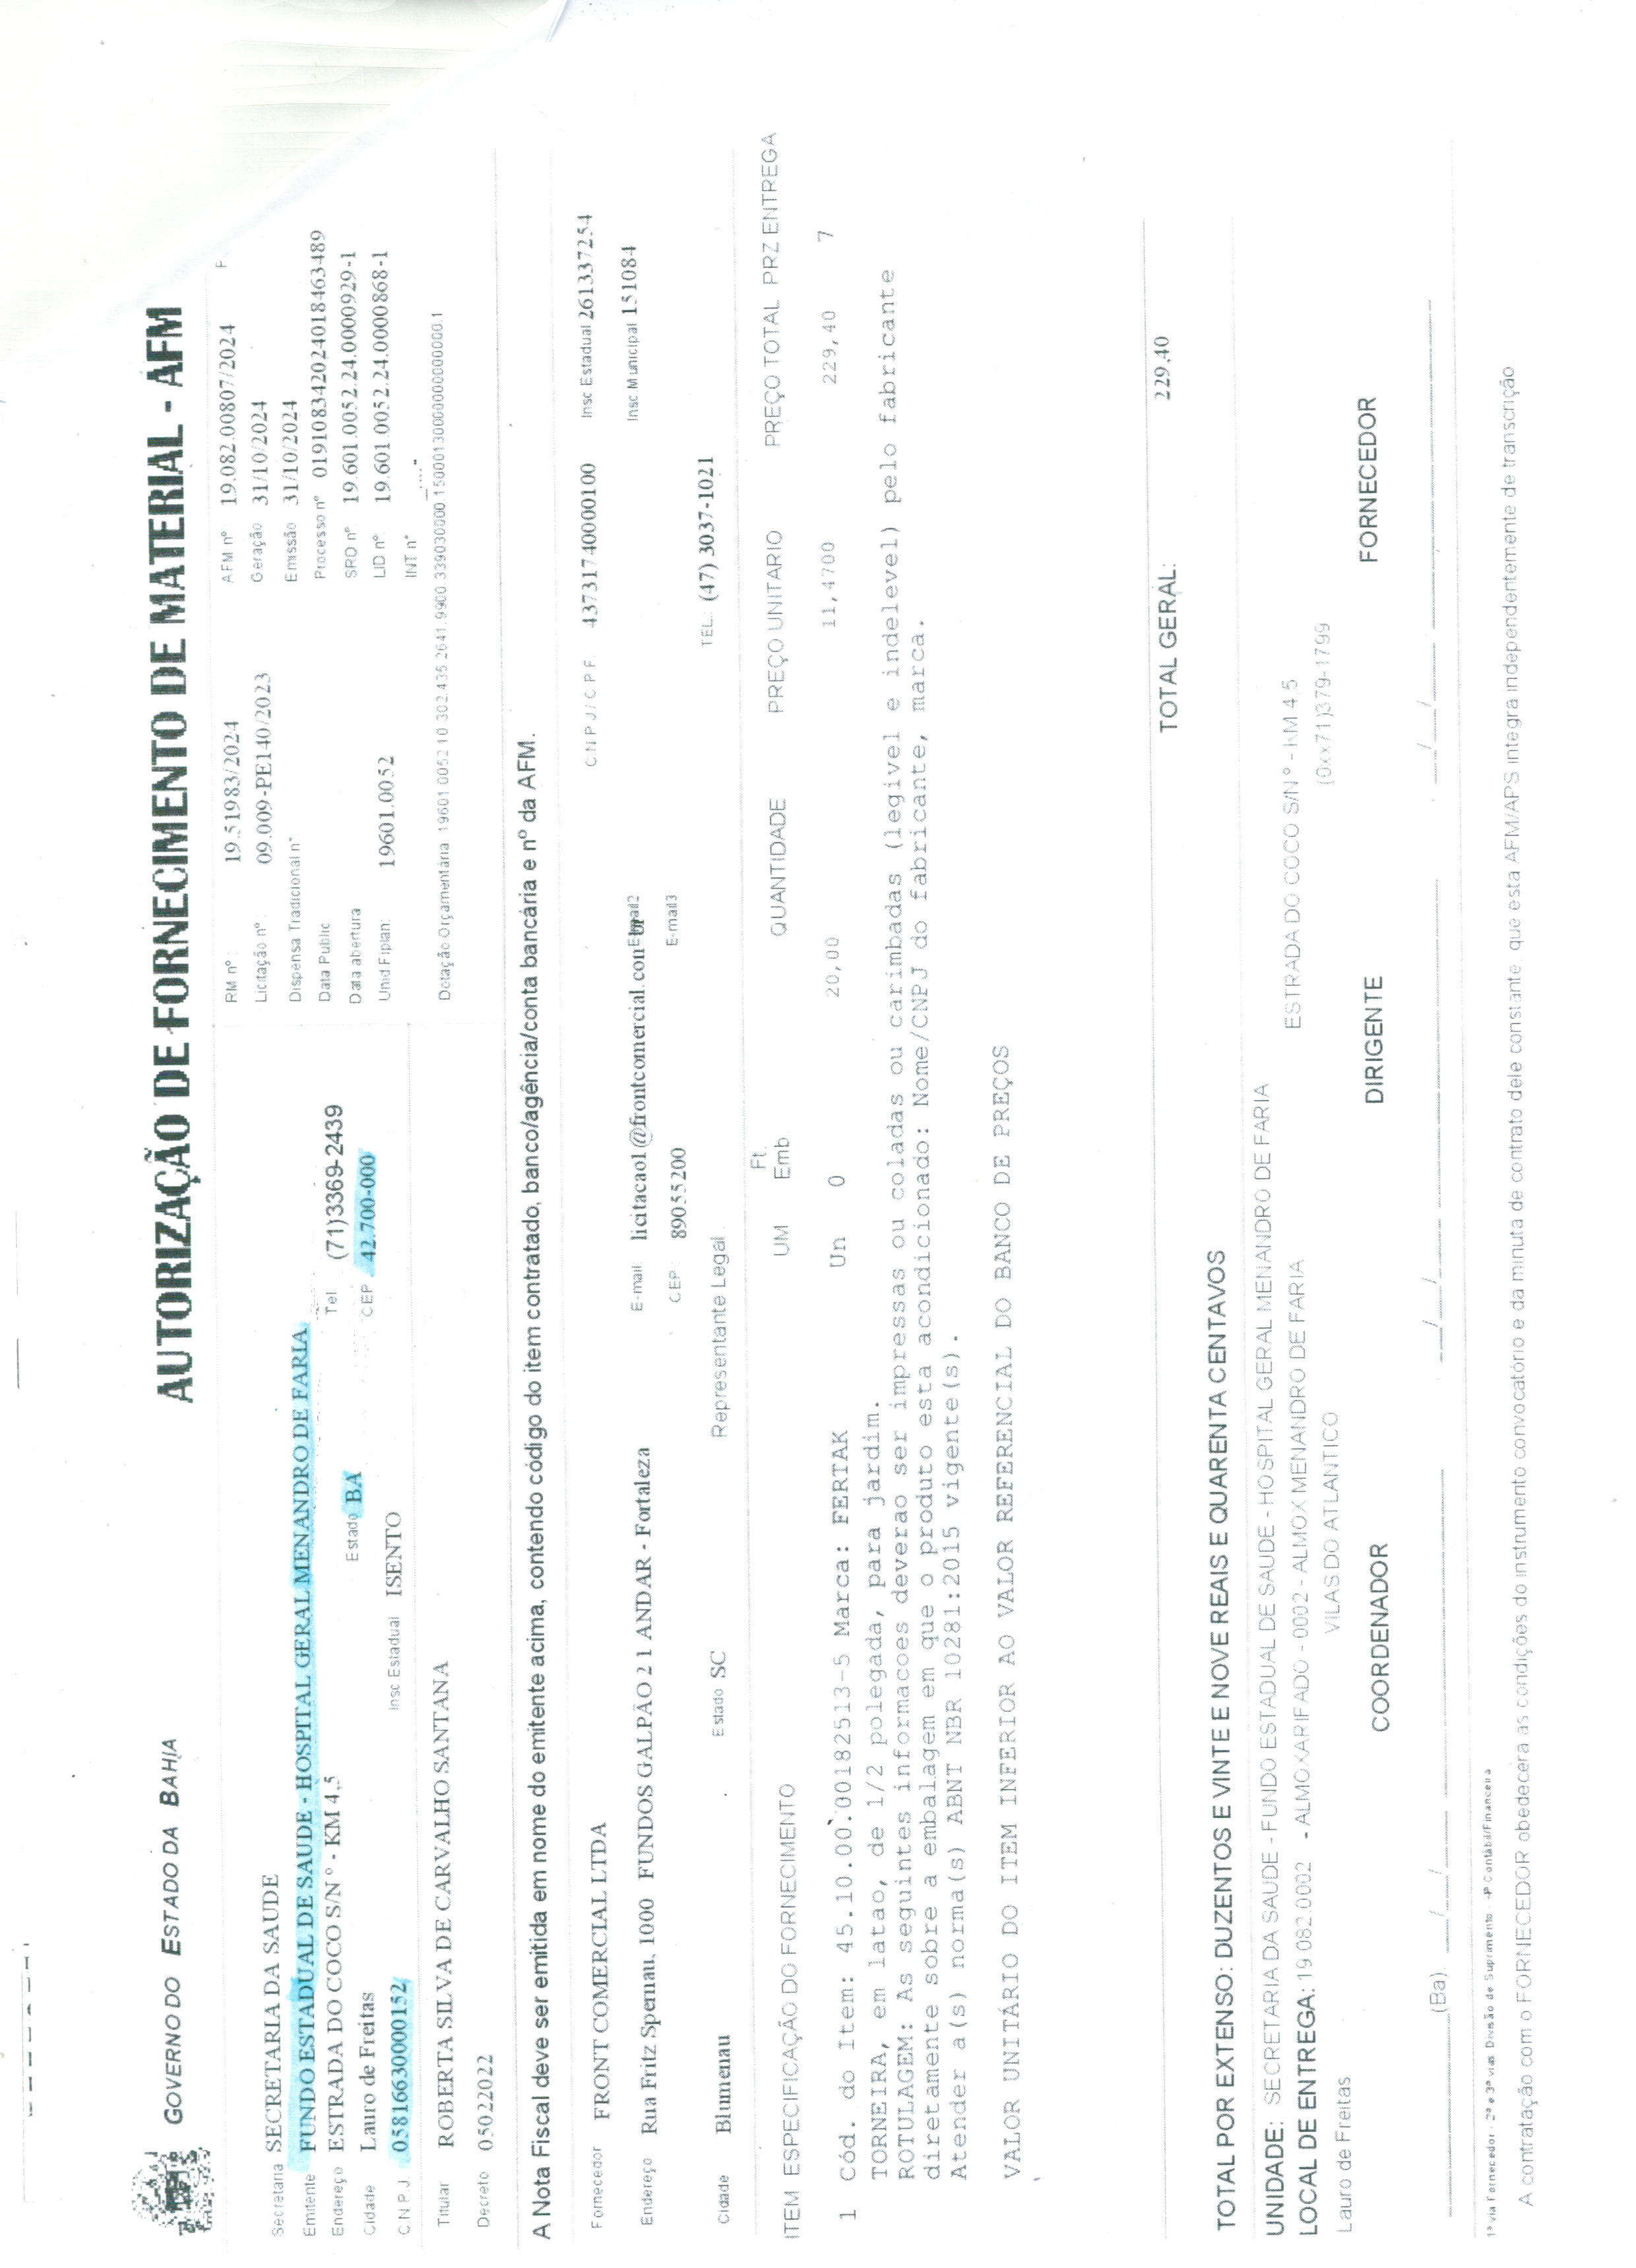 GOVERNO DO ESTADO DA BAHIA
AUTORIZAÇÃO DE FORNECIMENTO DE MATERIAL - AFM
RM nº : 19.51983/2024 AFM nº 19.082.00807/2024 P
Secretaria SECRETARIA DA SAUDE Licitação nº 09.009-PE140/2023 Geração 31/10/2024
Emitente FUNDO ESTADUAL DE SAUDE - HOSPITAL GERAL MENANDRO DE FARIA Dispensa Tradicional nº Emissão 31/10/2024
Endereço ESTRADA DO COCO S/N º - KM 4,5 Tel (71)3369-2439 Data Public Processo nº 0191083420240184634​89
Cidade Lauro de Freitas Estado BA CEP 42.700-000 Data abertura SRD nº 19.601.0052.24.0000929-1
C.N.P.J. 05816630000152 Insc.Estadual ISENTO Unid Fiplan: 19601.0052 LID nº 19.601.0052.24.0000868-1
INT nº
Titular ROBERTA SILVA DE CARVALHO SANTANA Dotação Orçamentária 19601.0052.10.302.435.2641.9900.339030000.15000130000000000000.1
Decreto 05022022
A Nota Fiscal deve ser emitida em nome do emitente acima, contendo código do item contratado, banco/agência/conta bancária e nº da AFM.
Fornecedor FRONT COMERCIAL LTDA CNPJ/CPF 43731740000100 Insc Estadual 261337254
Endereço Rua Fritz Spernau, 1000 FUNDOS GALPÃO 2 1 ANDAR - Fortaleza E-mail: licitacao1@frontcomercial.com.br E-mail2 Insc.Municipal 151084
CEP: 89055200 E-mail3
Cidade Blumenau Estado SC Representante Legal TEL.: (47) 3037-1021
ITEM ESPECIFICAÇÃO DO FORNECIMENTO UM Ft. Emb QUANTIDADE PREÇO UNITARIO PREÇO TOTAL PRZ ENTREGA
1 Cód. do Item: 45.10.00.00182513-5 Marca: FERTAK Un 0 20,00 11,4700 229,40 7
TORNEIRA, em latao, de 1/2 polegada, para jardim.
ROTULAGEM: As seguintes informacoes deverao ser impressas ou coladas ou carimbadas (legivel e indelevel) pelo fabricante
diretamente sobre a embalagem em que o produto esta acondicionado: Nome/CNPJ do fabricante, marca.
Atender a(s) norma(s) ABNT NBR 10281:2015 vigente(s).
VALOR UNITÁRIO DO ITEM INFERIOR AO VALOR REFERENCIAL DO BANCO DE PREÇOS
TOTAL GERAL: 229,40
TOTAL POR EXTENSO: DUZENTOS E VINTE E NOVE REAIS E QUARENTA CENTAVOS
UNIDADE: SECRETARIA DA SAUDE - FUNDO ESTADUAL DE SAUDE - HOSPITAL GERAL MENANDRO DE FARIA
LOCAL DE ENTREGA: 19.082.0002 - ALMOXARIFADO - 0002 - ALMOX MENANDRO DE FARIA ESTRADA DO COCO S/N º - KM 4.5
Lauro de Freitas VILAS DO ATLANTICO (0xx71)379-1799
COORDENADOR DIRIGENTE FORNECEDOR
(Ba) __/__/____ __/__/____ __/__/____
1ª via Fornecedor - 2ª e 3ª vias Divisão de Suprimento - Contábil/Financeira
A contratação com o FORNECEDOR obedecerá as condições do instrumento convocatório e da minuta de contrato dele constante que esta AFM/APS integra independentemente de transcrição